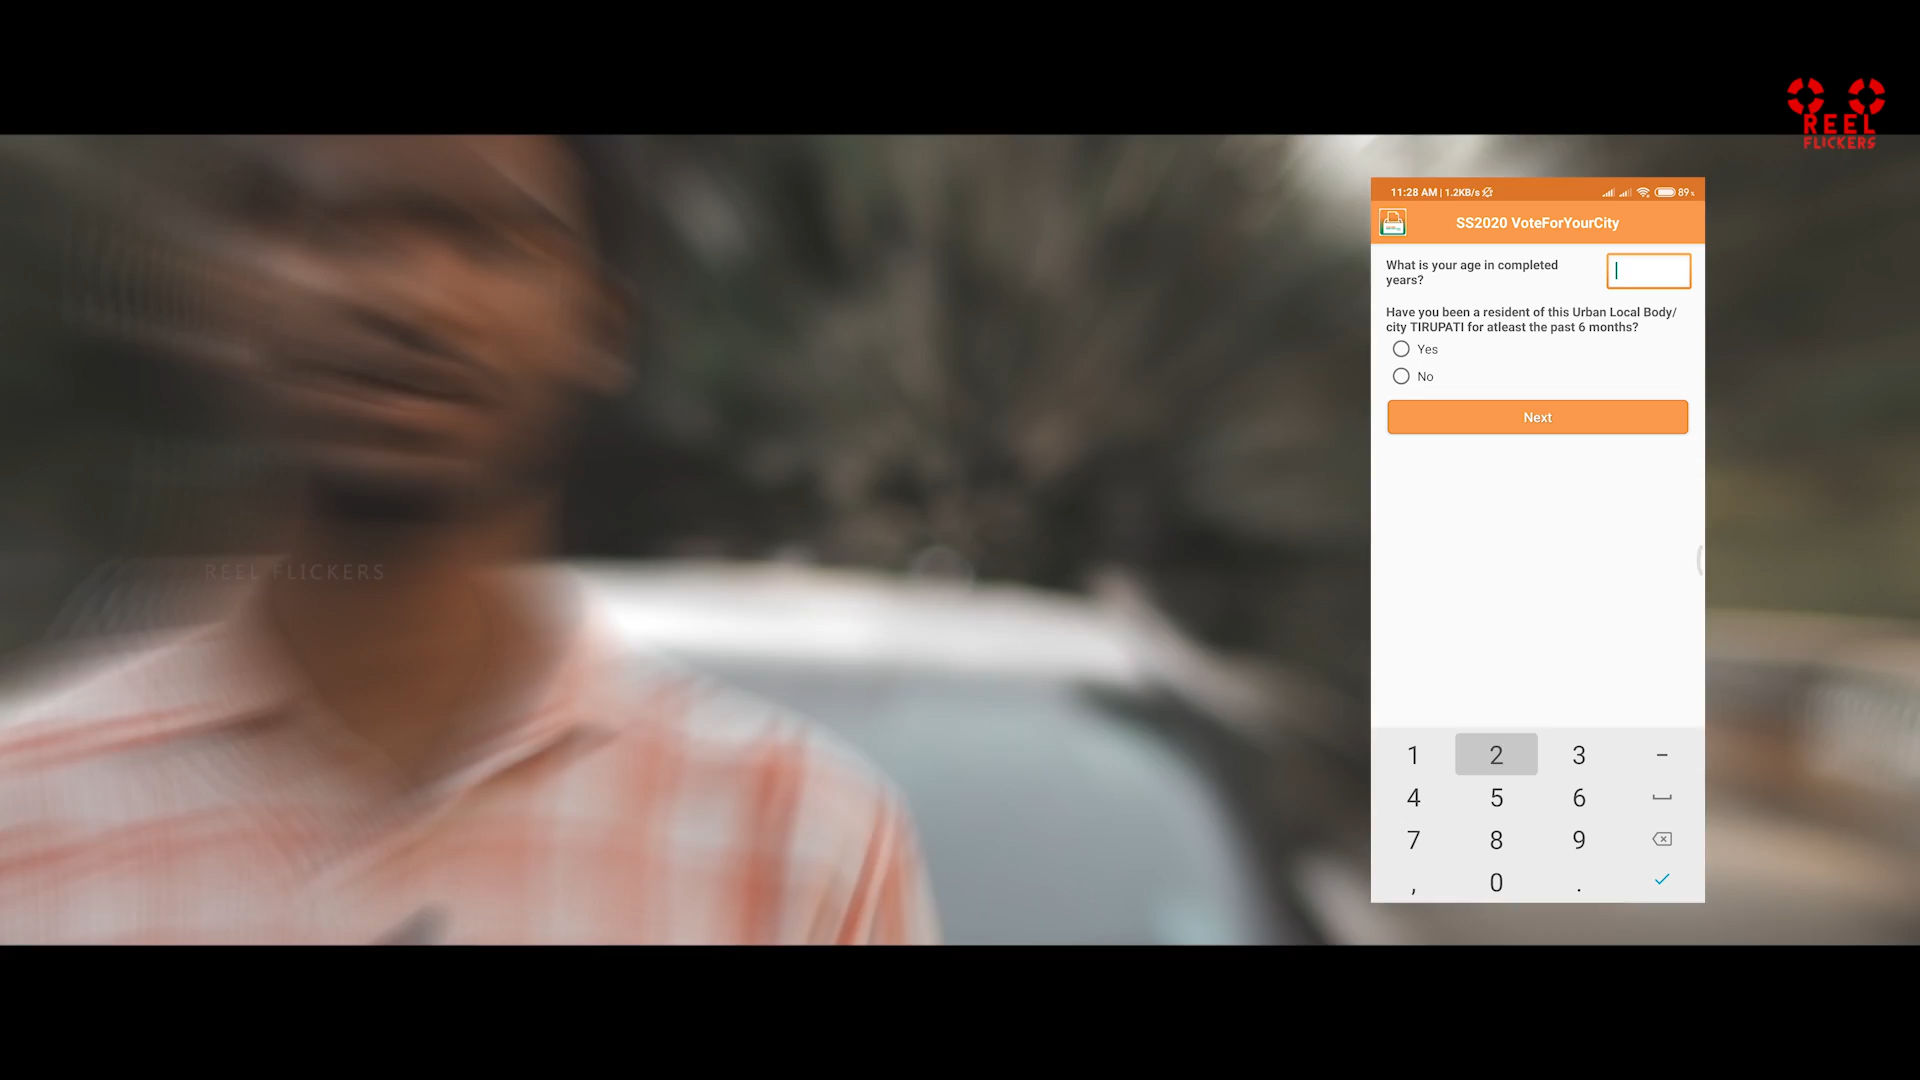 REEL
FLICKERS
11:28 AM | 1.2KB/s
89
SS2020 VoteForYourCity
What is your age in completed
years?
Have you been a resident of this Urban Local Body/
city TIRUPATI for atleast the past 6 months?
Yes
No
Next
REEL FLICKERS
1 2 3 –
4 5 6
7 8 9
, 0 .